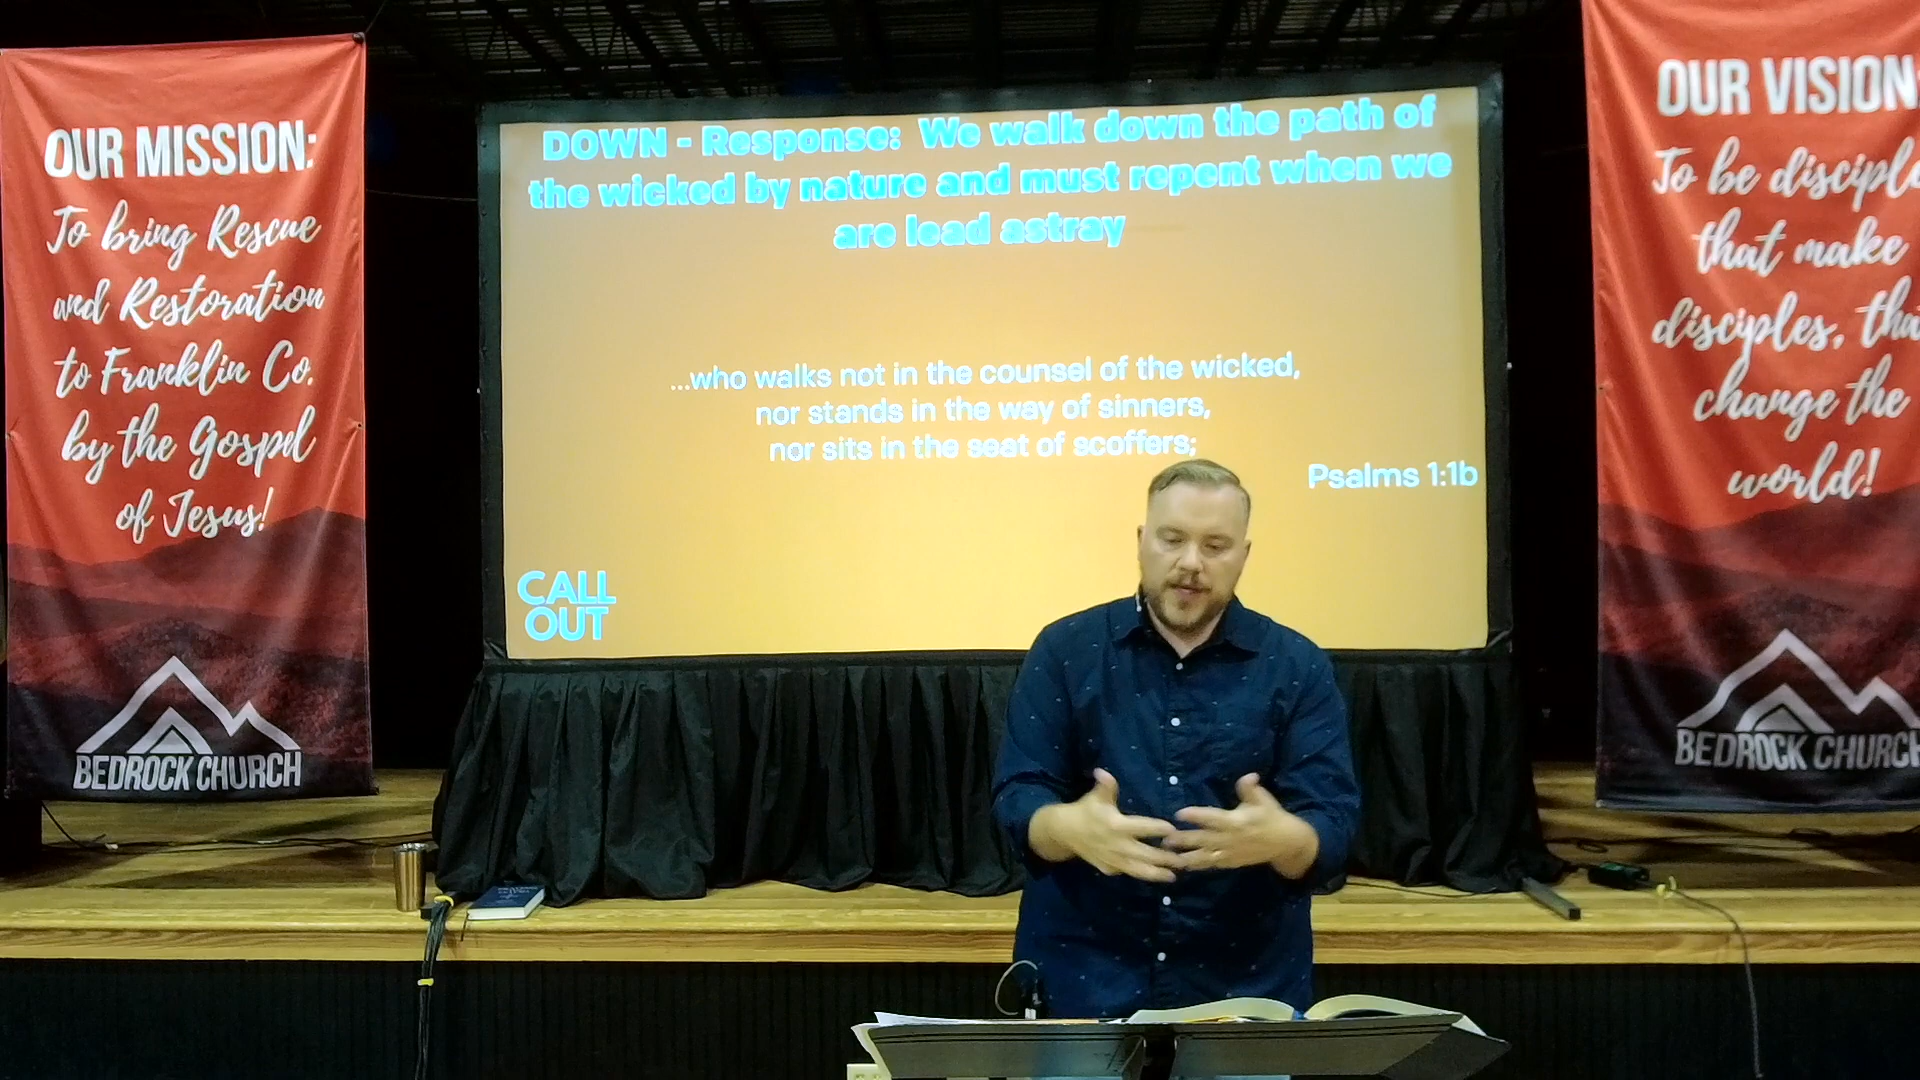 OUR MISSION:
To bring Rescue
and Restoration
to Franklin Co.
by the Gospel
of Jesus!
BEDROCK CHURCH
DOWN - Response: We walk down the path of
the wicked by nature and must repent when we
are lead astray
...who walks not in the counsel of the wicked,
nor stands in the way of sinners,
nor sits in the seat of scoffers;
Psalms 1:1b
CALL
OUT
OUR VISION:
To be disciple
that make
disciples, tha
change the
world!
BEDROCK CHURCH